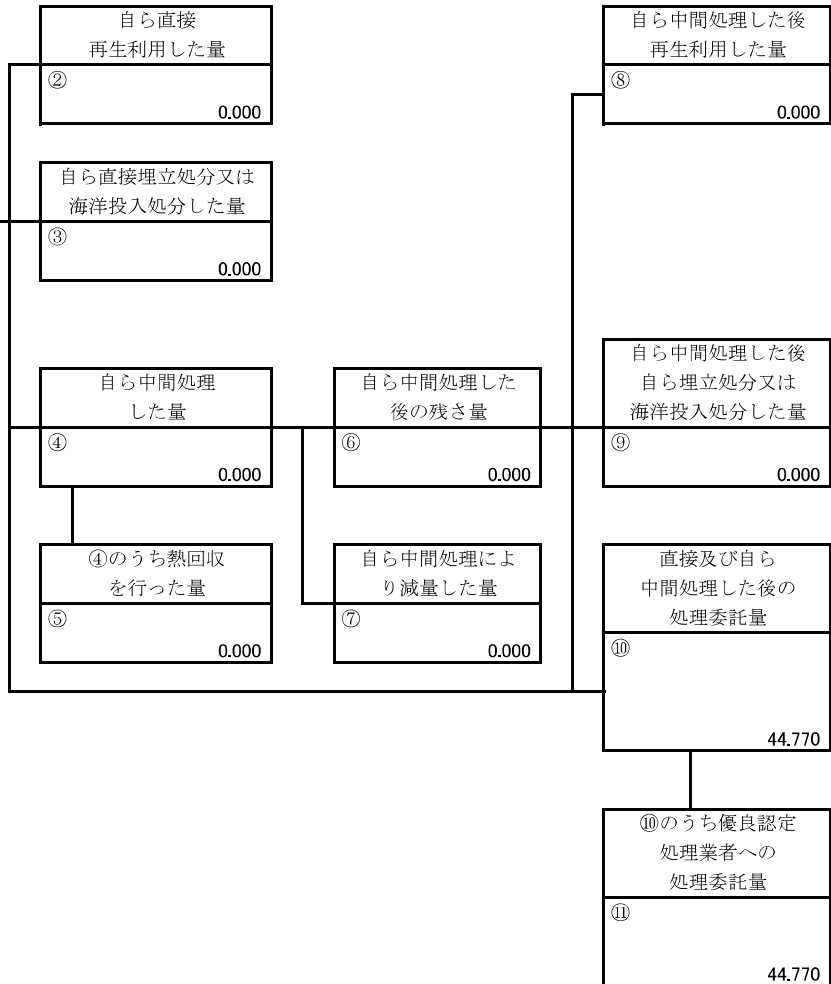 自ら直接
再生利用した量
②
0.000
自ら中間処理した後
再生利用した量
⑧
0.000
自ら直接埋立処分又は
海洋投入処分した量
③
0.000
自ら中間処理
した量
④
0.000
自ら中間処理した
後の残さ量
⑥
0.000
自ら中間処理した後
自ら埋立処分又は
海洋投入処分した量
⑨
0.000
④のうち熱回収
を行った量
⑤
0.000
自ら中間処理によ
り減量した量
⑦
0.000
直接及び自ら
中間処理した後の
処理委託量
⑩
44.770
⑩のうち優良認定
処理業者への
処理委託量
⑪
44.770